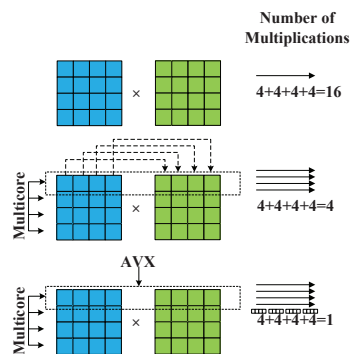 Number of
Multiplications
×
4+4+4+4=16
Multicore
×
4+4+4+4=4
AVX
Multicore
×
4+4+4+4=1